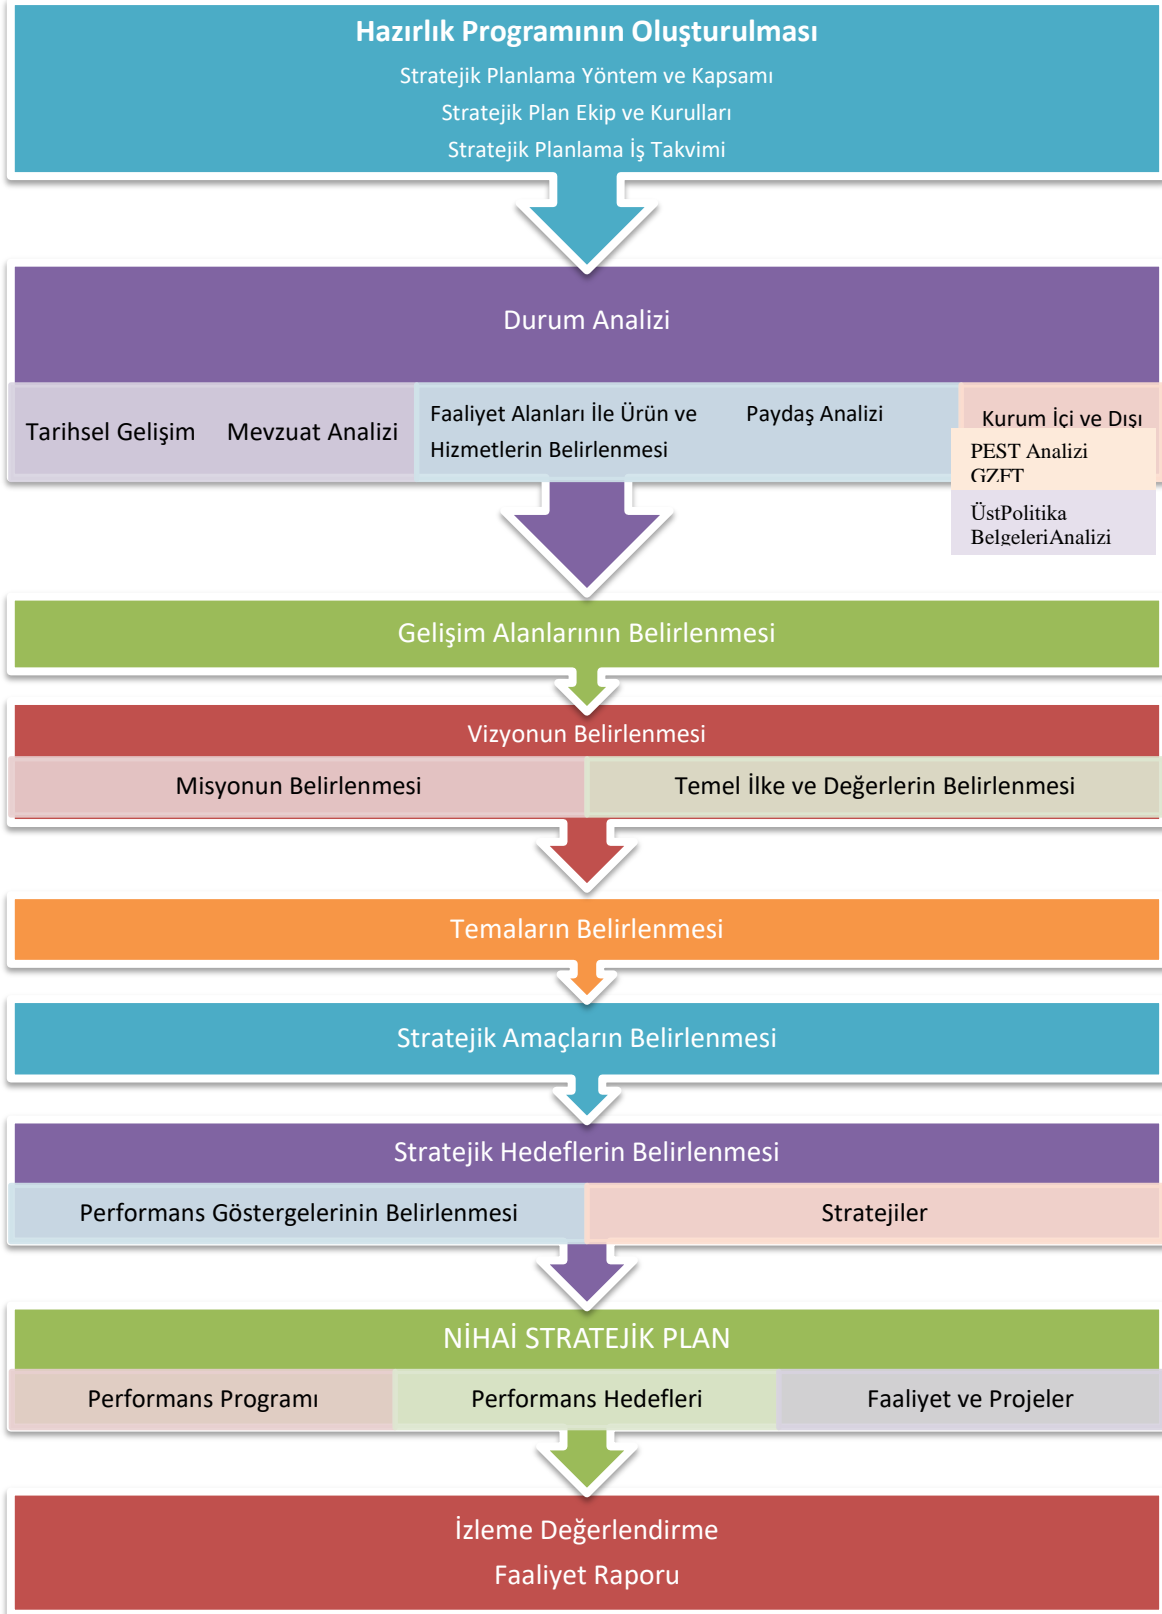 Hazırlık Programının Oluşturulması
Stratejik Planlama Yöntem ve Kapsamı
Stratejik Plan Ekip ve Kurulları
Stratejik Planlama İş Takvimi
Durum Analizi
Tarihsel Gelişim
Mevzuat Analizi
Faaliyet Alanları İle Ürün ve
Hizmetlerin Belirlenmesi
Paydaş Analizi
Kurum İçi ve Dışı
PEST Analizi
GZFT
ÜstPolitika
BelgeleriAnalizi
Gelişim Alanlarının Belirlenmesi
Vizyonun Belirlenmesi
Misyonun Belirlenmesi
Temel İlke ve Değerlerin Belirlenmesi
Temaların Belirlenmesi
Stratejik Amaçların Belirlenmesi
Stratejik Hedeflerin Belirlenmesi
Performans Göstergelerinin Belirlenmesi
Stratejiler
NİHAİ STRATEJİK PLAN
Performans Programı
Performans Hedefleri
Faaliyet ve Projeler
İzleme Değerlendirme
Faaliyet Raporu